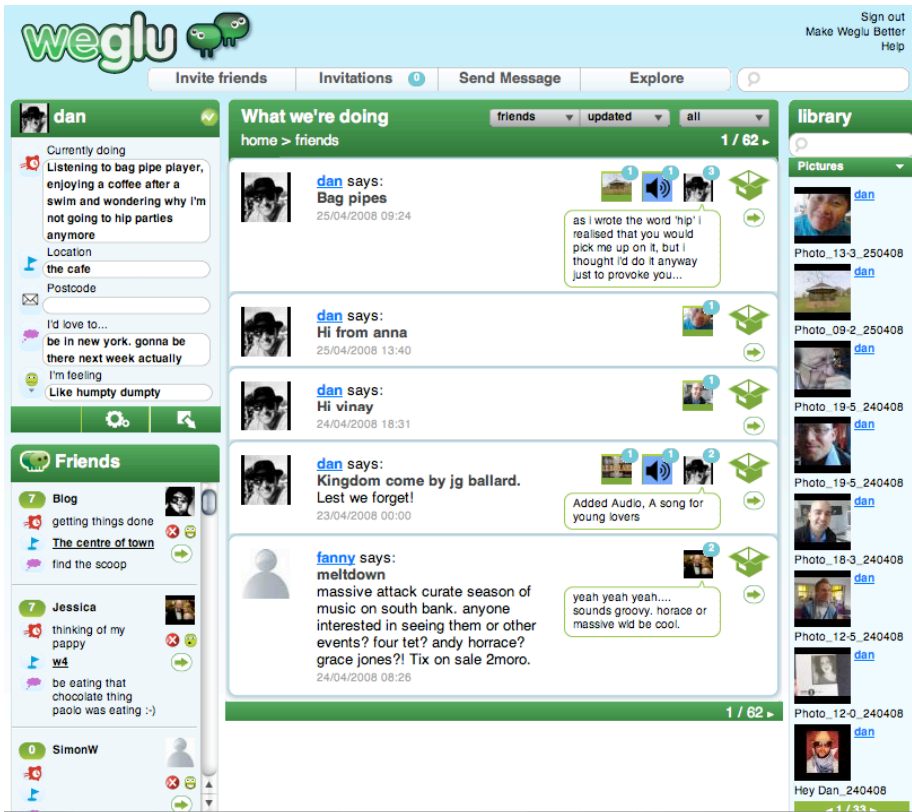 weglu
Sign out
Make Weglu Better
Help
Invite friends
Invitations 0
Send Message
Explore
dan
Currently doing
Listening to bag pipe player,
enjoying a coffee after a
swim and wondering why i'm
not going to hip parties
anymore
Location
the cafe
Postcode
I'd love to...
be in new york. gonna be
there next week actually
I'm feeling
Like humpty dumpty
Friends
7 Blog
getting things done
The centre of town
find the scoop
7 Jessica
thinking of my
pappy
w4
be eating that
chocolate thing
paolo was eating :-)
0 SimonW
What we're doing
friends
updated
all
home > friends
1 / 62
dan says:
Bag pipes
25/04/2008 09:24
1
1
3
as i wrote the word 'hip' i
realised that you would
pick me up on it, but i
thought i'd do it anyway
just to provoke you...
dan says:
Hi from anna
25/04/2008 13:40
1
dan says:
Hi vinay
24/04/2008 18:31
1
dan says:
Kingdom come by jg ballard.
Lest we forget!
23/04/2008 00:00
1
1
2
Added Audio, A song for
young lovers
fanny says:
meltdown
massive attack curate season of
music on south bank. anyone
interested in seeing them or other
events? four tet? andy horrace?
grace jones?! Tix on sale 2moro.
24/04/2008 08:26
2
yeah yeah yeah....
sounds groovy. horace or
massive wld be cool.
1 / 62
library
Pictures
dan
Photo_13-3_250408
dan
Photo_09-2_250408
dan
Photo_19-5_240408
dan
Photo_19-5_240408
dan
Photo_18-3_240408
dan
Photo_12-5_240408
dan
Photo_12-0_240408
dan
Hey Dan_240408
1 / 33